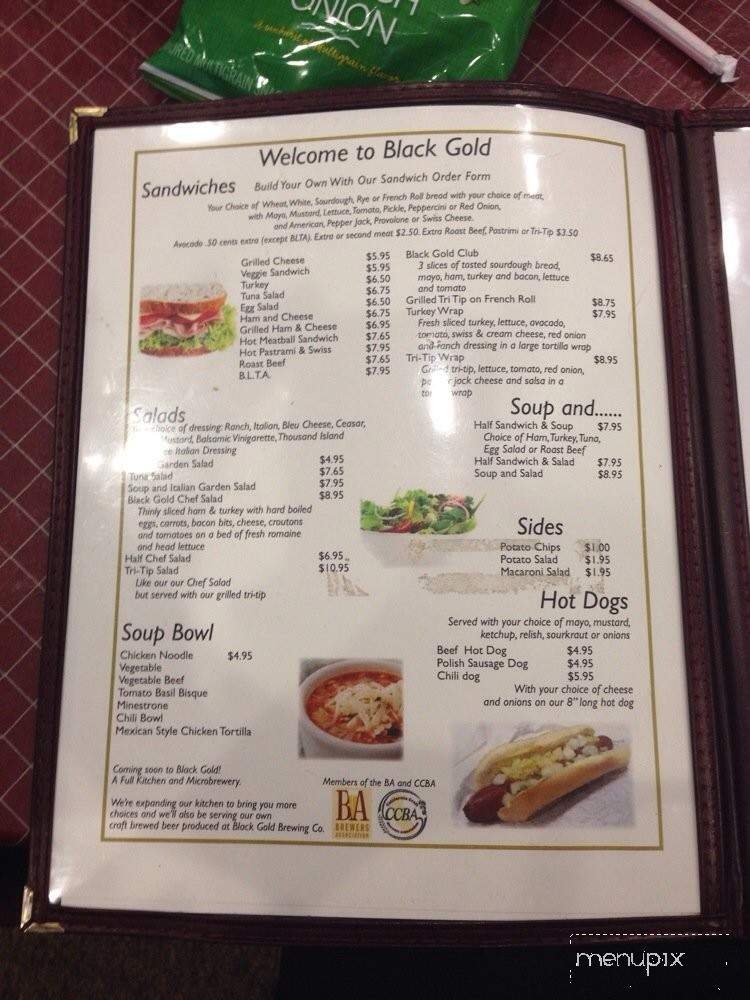 UNION
Welcome to Black Gold
Sandwiches Build Your Own With Our Sandwich Order Form
Your Choice of Wheat, White, Sourdough, Rye or French Roll bread with your choice of meat,
with Mayo, Mustard, Lettuce, Tomato, Pickle, Peppercini or Red Onion,
and American, Pepper Jack, Provolone or Swiss Cheese.
Avocado .50 cents extra (except BLTA). Extra or second meat $2.50. Extra Roast Beef, Pastrimi or Tri-Tip $3.50
Grilled Cheese $5.95
Veggie Sandwich $5.95
Turkey $6.50
Tuna Salad $6.75
Egg Salad $6.50
Ham and Cheese $6.75
Grilled Ham & Cheese $6.95
Hot Meatball Sandwich $7.65
Hot Pastrami & Swiss $7.95
Roast Beef $7.65
B.L.T.A. $7.95
Black Gold Club $8.65
3 slices of tosted sourdough bread,
mayo, ham, turkey and bacon, lettuce
and tomato
Grilled Tri Tip on French Roll $8.75
Turkey Wrap $7.95
Fresh sliced turkey, lettuce, avocado,
tomato, swiss & cream cheese, red onion
and ranch dressing in a large tortilla wrap
Tri-Tip Wrap $8.95
Grilled tri-tip, lettuce, tomato, red onion,
jack cheese and salsa in a
wrap
Salads
choice of dressing: Ranch, Italian, Bleu Cheese, Ceasar,
Mustard, Balsamic Vinigarette, Thousand Island
Italian Dressing
Garden Salad $4.95
Tuna Salad $7.65
Soup and Italian Garden Salad $7.95
Black Gold Chef Salad $8.95
Thinly sliced ham & turkey with hard boiled
eggs, carrots, bacon bits, cheese, croutons
and tomatoes on a bed of fresh romaine
and head lettuce
Half Chef Salad $6.95
Tri-Tip Salad $10.95
Like our our Chef Salad
but served with our grilled tri-tip
Soup and......
Half Sandwich & Soup $7.95
Choice of Ham, Turkey, Tuna,
Egg Salad or Roast Beef
Half Sandwich & Salad $7.95
Soup and Salad $8.95
Sides
Potato Chips $1.00
Potato Salad $1.95
Macaroni Salad $1.95
Soup Bowl
Chicken Noodle $4.95
Vegetable
Vegetable Beef
Tomato Basil Bisque
Minestrone
Chili Bowl
Mexican Style Chicken Tortilla
Hot Dogs
Served with your choice of mayo, mustard,
ketchup, relish, sourkraut or onions
Beef Hot Dog $4.95
Polish Sausage Dog $4.95
Chili dog $5.95
With your choice of cheese
and onions on our 8" long hot dog
Coming soon to Black Gold!
A Full Kitchen and Microbrewery.
We're expanding our kitchen to bring you more
choices and we'll also be serving our own
craft brewed beer produced at Black Gold Brewing Co.
Members of the BA and CCBA
BA
BREWERS
ASSOCIATION
CCBA
menupix